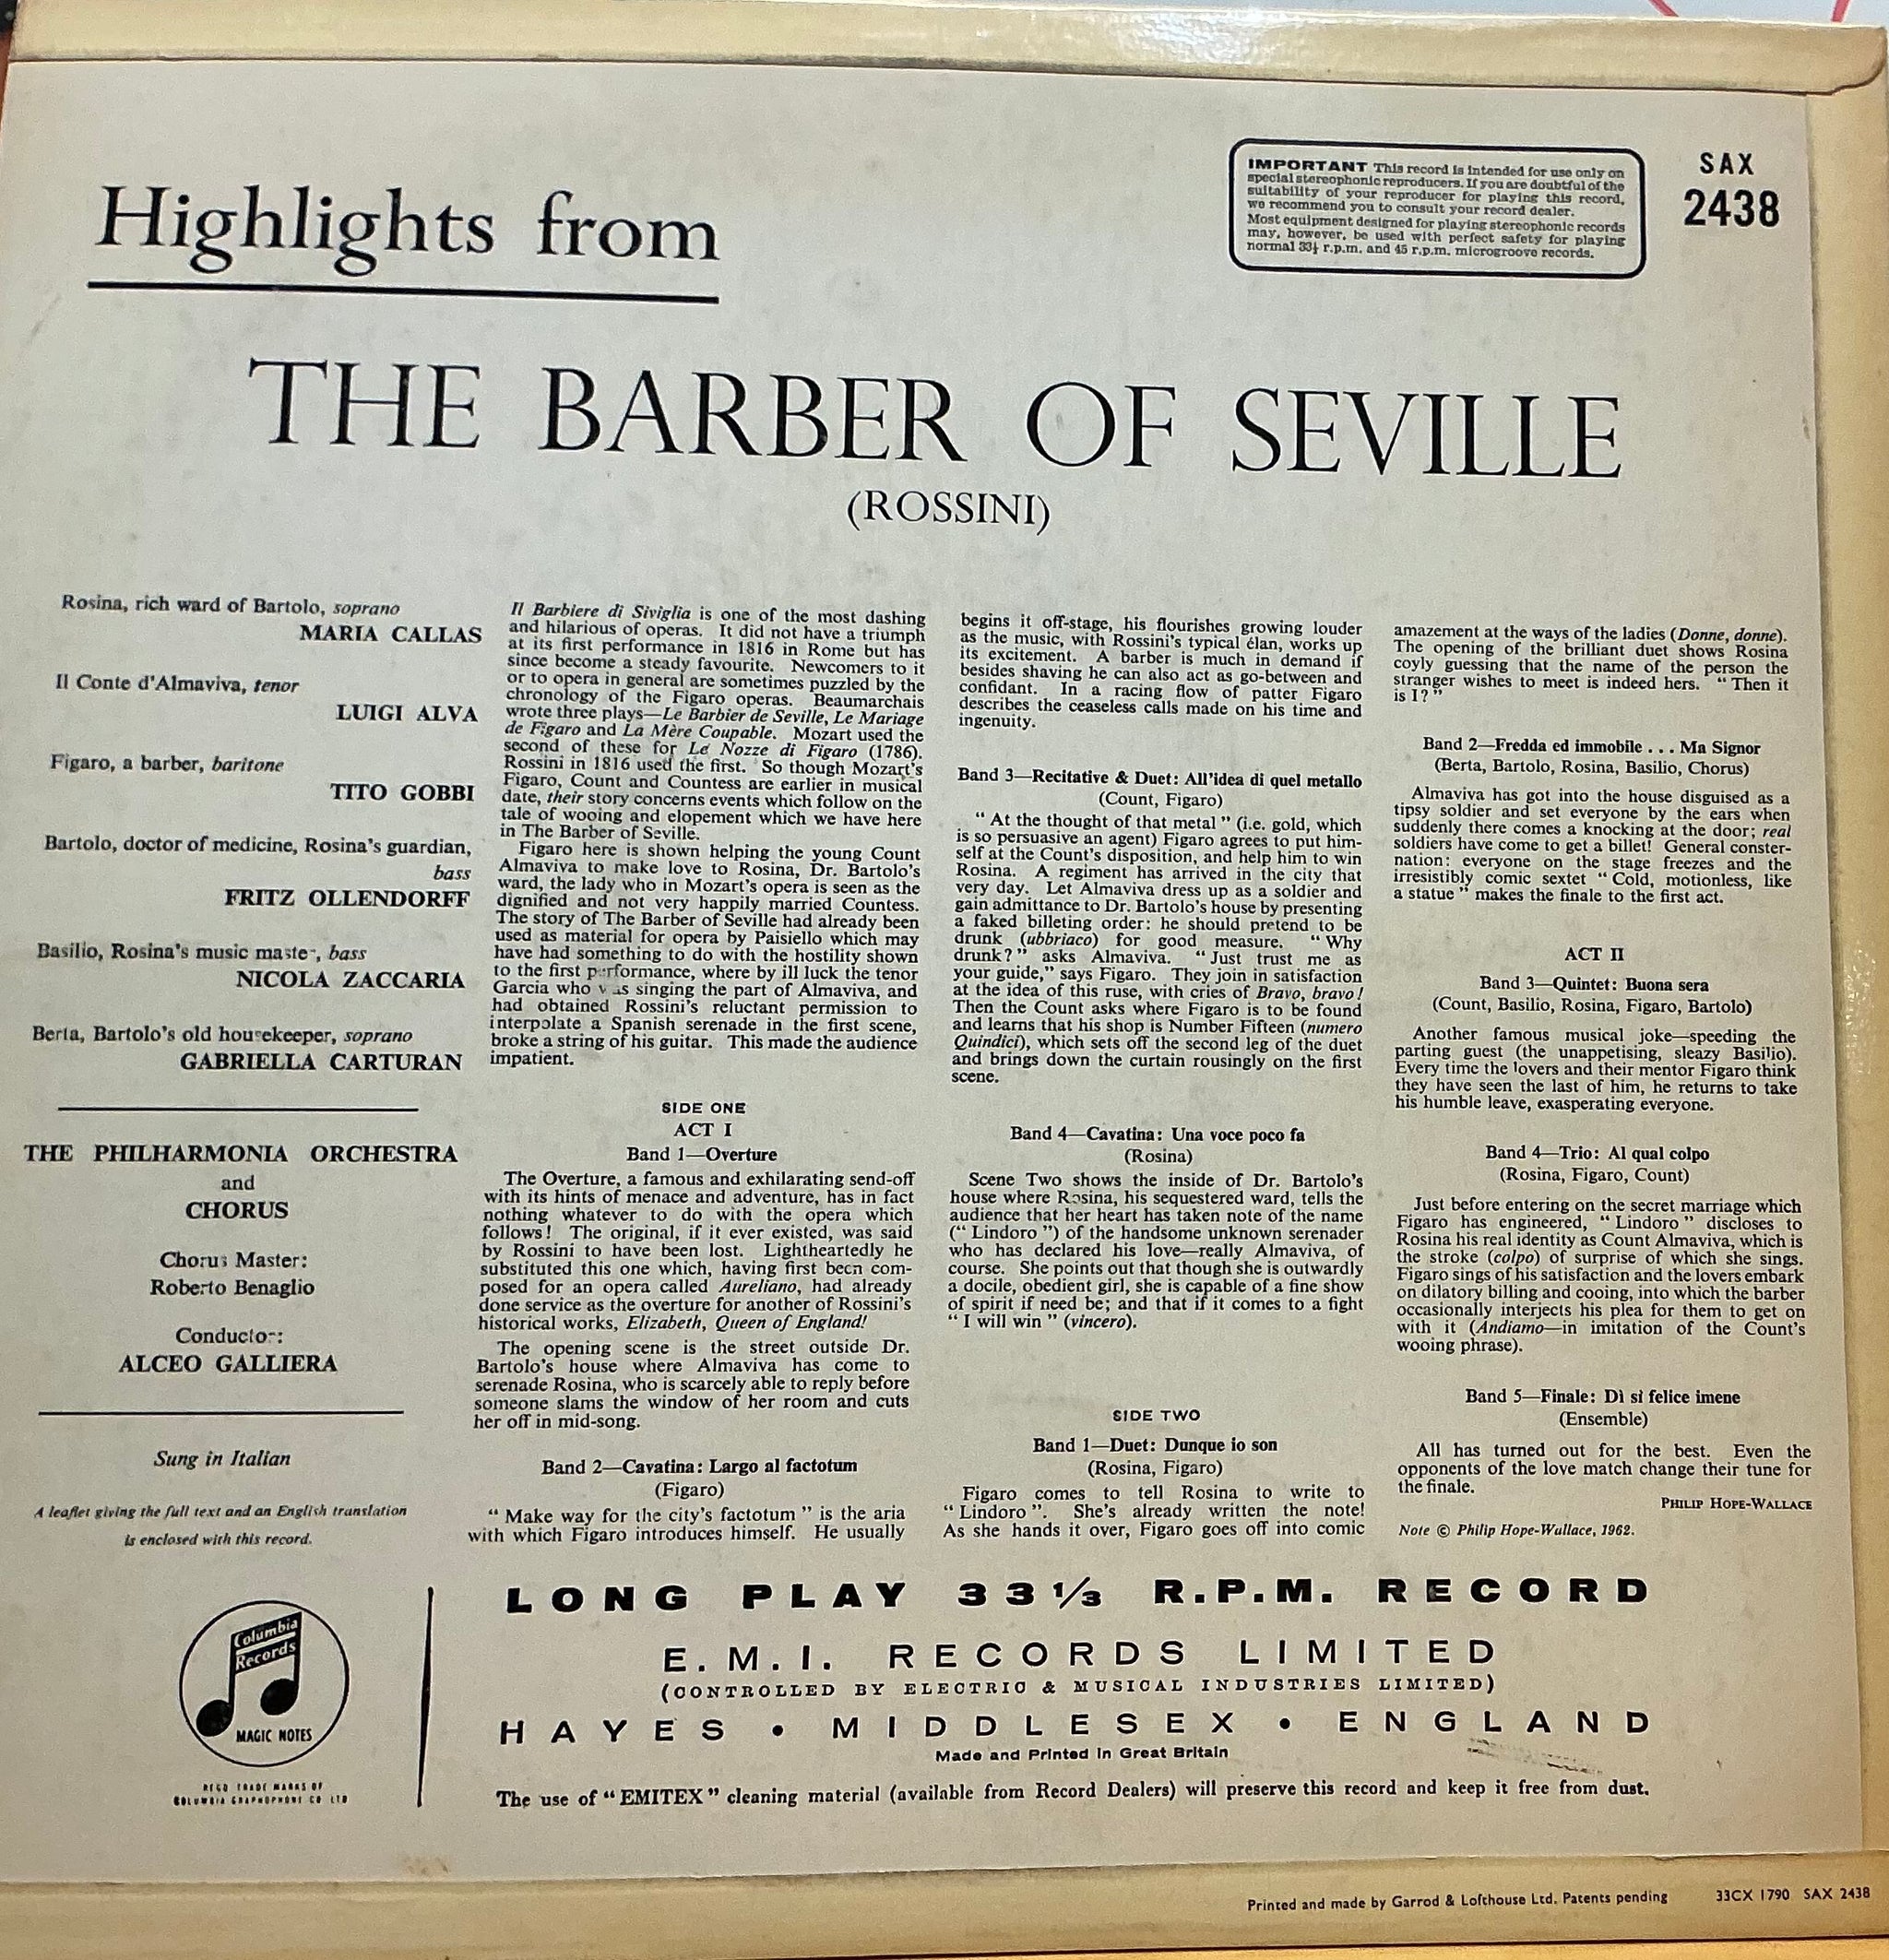 Highlights from
IMPORTANT This record is intended for use only on
special stereophonic reproducers. If you are doubtful of the
suitability of your reproducer for playing this record,
we recommend you to consult your record dealer.
Most equipment designed for playing stereophonic records
may, however, be used with perfect safety for playing
normal 33⅓ r.p.m. and 45 r.p.m. microgroove records.
SAX
2438
THE BARBER OF SEVILLE
(ROSSINI)
Rosina, rich ward of Bartolo, soprano
MARIA CALLAS
Il Conte d'Almaviva, tenor
LUIGI ALVA
Figaro, a barber, baritone
TITO GOBBI
Bartolo, doctor of medicine, Rosina's guardian,
bass
FRITZ OLLENDORFF
Basilio, Rosina's music master, bass
NICOLA ZACCARIA
Berta, Bartolo's old housekeeper, soprano
GABRIELLA CARTURAN
THE PHILHARMONIA ORCHESTRA
and
CHORUS
Chorus Master:
Roberto Benaglio
Conductor:
ALCEO GALLIERA
Sung in Italian
A leaflet giving the full text and an English translation
is enclosed with this record.
Il Barbiere di Siviglia is one of the most dashing
and hilarious of operas. It did not have a triumph
at its first performance in 1816 in Rome but has
since become a steady favourite. Newcomers to it
or to opera in general are sometimes puzzled by the
chronology of the Figaro operas. Beaumarchais
wrote three plays—Le Barbier de Seville, Le Mariage
de Figaro and La Mère Coupable. Mozart used the
second of these for Le Nozze di Figaro (1786).
Rossini in 1816 used the first. So though Mozart's
Figaro, Count and Countess are earlier in musical
date, their story concerns events which follow on the
tale of wooing and elopement which we have here
in The Barber of Seville.
Figaro here is shown helping the young Count
Almaviva to make love to Rosina, Dr. Bartolo's
ward, the lady who in Mozart's opera is seen as the
dignified and not very happily married Countess.
The story of The Barber of Seville had already been
used as material for opera by Paisiello which may
have had something to do with the hostility shown
to the first performance, where by ill luck the tenor
Garcia who was singing the part of Almaviva, and
had obtained Rossini's reluctant permission to
interpolate a Spanish serenade in the first scene,
broke a string of his guitar. This made the audience
impatient.
SIDE ONE
ACT I
Band 1—Overture
The Overture, a famous and exhilarating send-off
with its hints of menace and adventure, has in fact
nothing whatever to do with the opera which
follows! The original, if it ever existed, was said
by Rossini to have been lost. Lightheartedly he
substituted this one which, having first been com-
posed for an opera called Aureliano, had already
done service as the overture for another of Rossini's
historical works, Elizabeth, Queen of England!
The opening scene is the street outside Dr.
Bartolo's house where Almaviva has come to
serenade Rosina, who is scarcely able to reply before
someone slams the window of her room and cuts
her off in mid-song.
Band 2—Cavatina: Largo al factotum
(Figaro)
“ Make way for the city's factotum ” is the aria
with which Figaro introduces himself. He usually
begins it off-stage, his flourishes growing louder
as the music, with Rossini's typical élan, works up
its excitement. A barber is much in demand if
besides shaving he can also act as go-between and
confidant. In a racing flow of patter Figaro
describes the ceaseless calls made on his time and
ingenuity.
Band 3—Recitative & Duet: All'idea di quel metallo
(Count, Figaro)
“ At the thought of that metal ” (i.e. gold, which
is so persuasive an agent) Figaro agrees to put him-
self at the Count's disposition, and help him to win
Rosina. A regiment has arrived in the city that
very day. Let Almaviva dress up as a soldier and
gain admittance to Dr. Bartolo's house by presenting
a faked billeting order: he should pretend to be
drunk (ubbriaco) for good measure. “ Why
drunk? ” asks Almaviva. “ Just trust me as
your guide,” says Figaro. They join in satisfaction
at the idea of this ruse, with cries of Bravo, bravo!
Then the Count asks where Figaro is to be found
and learns that his shop is Number Fifteen (numero
Quindici), which sets off the second leg of the duet
and brings down the curtain rousingly on the first
scene.
Band 4—Cavatina: Una voce poco fa
(Rosina)
Scene Two shows the inside of Dr. Bartolo's
house where Rosina, his sequestered ward, tells the
audience that her heart has taken note of the name
(“ Lindoro ”) of the handsome unknown serenader
who has declared his love—really Almaviva, of
course. She points out that though she is outwardly
a docile, obedient girl, she is capable of a fine show
of spirit if need be; and that if it comes to a fight
“ I will win ” (vincero).
SIDE TWO
Band 1—Duet: Dunque io son
(Rosina, Figaro)
Figaro comes to tell Rosina to write to
“ Lindoro ”. She's already written the note!
As she hands it over, Figaro goes off into comic
amazement at the ways of the ladies (Donne, donne).
The opening of the brilliant duet shows Rosina
coyly guessing that the name of the person the
stranger wishes to meet is indeed hers. “ Then it
is I? ”
Band 2—Fredda ed immobile . . . Ma Signor
(Berta, Bartolo, Rosina, Basilio, Chorus)
Almaviva has got into the house disguised as a
tipsy soldier and set everyone by the ears when
suddenly there comes a knocking at the door; real
soldiers have come to get a billet! General conster-
nation: everyone on the stage freezes and the
irresistibly comic sextet “ Cold, motionless, like
a statue ” makes the finale to the first act.
ACT II
Band 3—Quintet: Buona sera
(Count, Basilio, Rosina, Figaro, Bartolo)
Another famous musical joke—speeding the
parting guest (the unappetising, sleazy Basilio).
Every time the lovers and their mentor Figaro think
they have seen the last of him, he returns to take
his humble leave, exasperating everyone.
Band 4—Trio: Al qual colpo
(Rosina, Figaro, Count)
Just before entering on the secret marriage which
Figaro has engineered, “ Lindoro ” discloses to
Rosina his real identity as Count Almaviva, which is
the stroke (colpo) of surprise of which she sings.
Figaro sings of his satisfaction and the lovers embark
on dilatory billing and cooing, into which the barber
occasionally interjects his plea for them to get on
with it (Andiamo—in imitation of the Count's
wooing phrase).
Band 5—Finale: Dì sì felice imene
(Ensemble)
All has turned out for the best. Even the
opponents of the love match change their tune for
the finale.
PHILIP HOPE-WALLACE
Note © Philip Hope-Wallace, 1962.
Columbia
Records
MAGIC NOTES
REGD TRADE MARKS OF
COLUMBIA GRAPHOPHONE CO LTD
LONG PLAY 33⅓ R.P.M. RECORD
E.M.I. RECORDS LIMITED
(CONTROLLED BY ELECTRIC & MUSICAL INDUSTRIES LIMITED)
HAYES • MIDDLESEX • ENGLAND
Made and Printed in Great Britain
The use of “EMITEX” cleaning material (available from Record Dealers) will preserve this record and keep it free from dust.
Printed and made by Garrod & Lofthouse Ltd. Patents pending
33CX 1790 SAX 2438